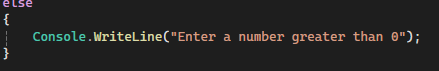 else
{
Console.WriteLine("Enter a number greater than 0");
}